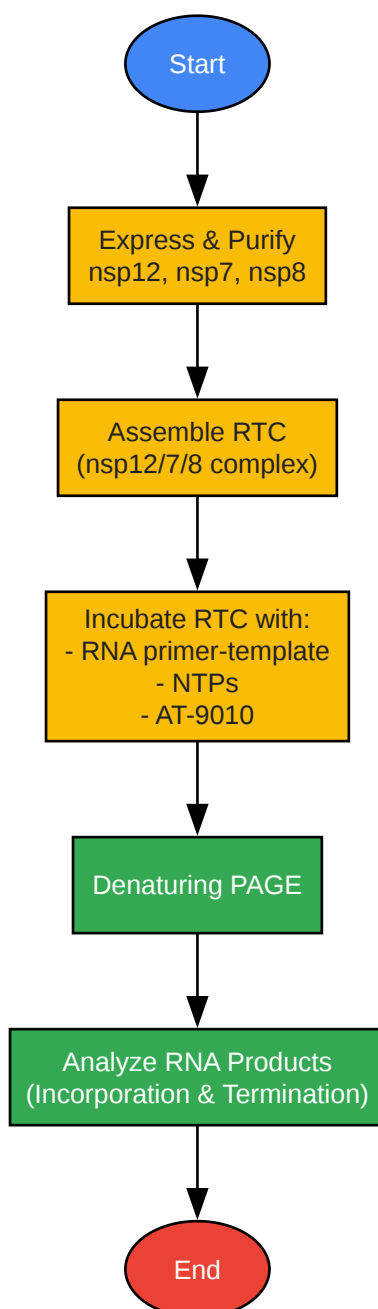 Start
Express & Purify
nsp12, nsp7, nsp8
Assemble RTC
(nsp12/7/8 complex)
Incubate RTC with:
- RNA primer-template
- NTPs
- AT-9010
Denaturing PAGE
Analyze RNA Products
(Incorporation & Termination)
End